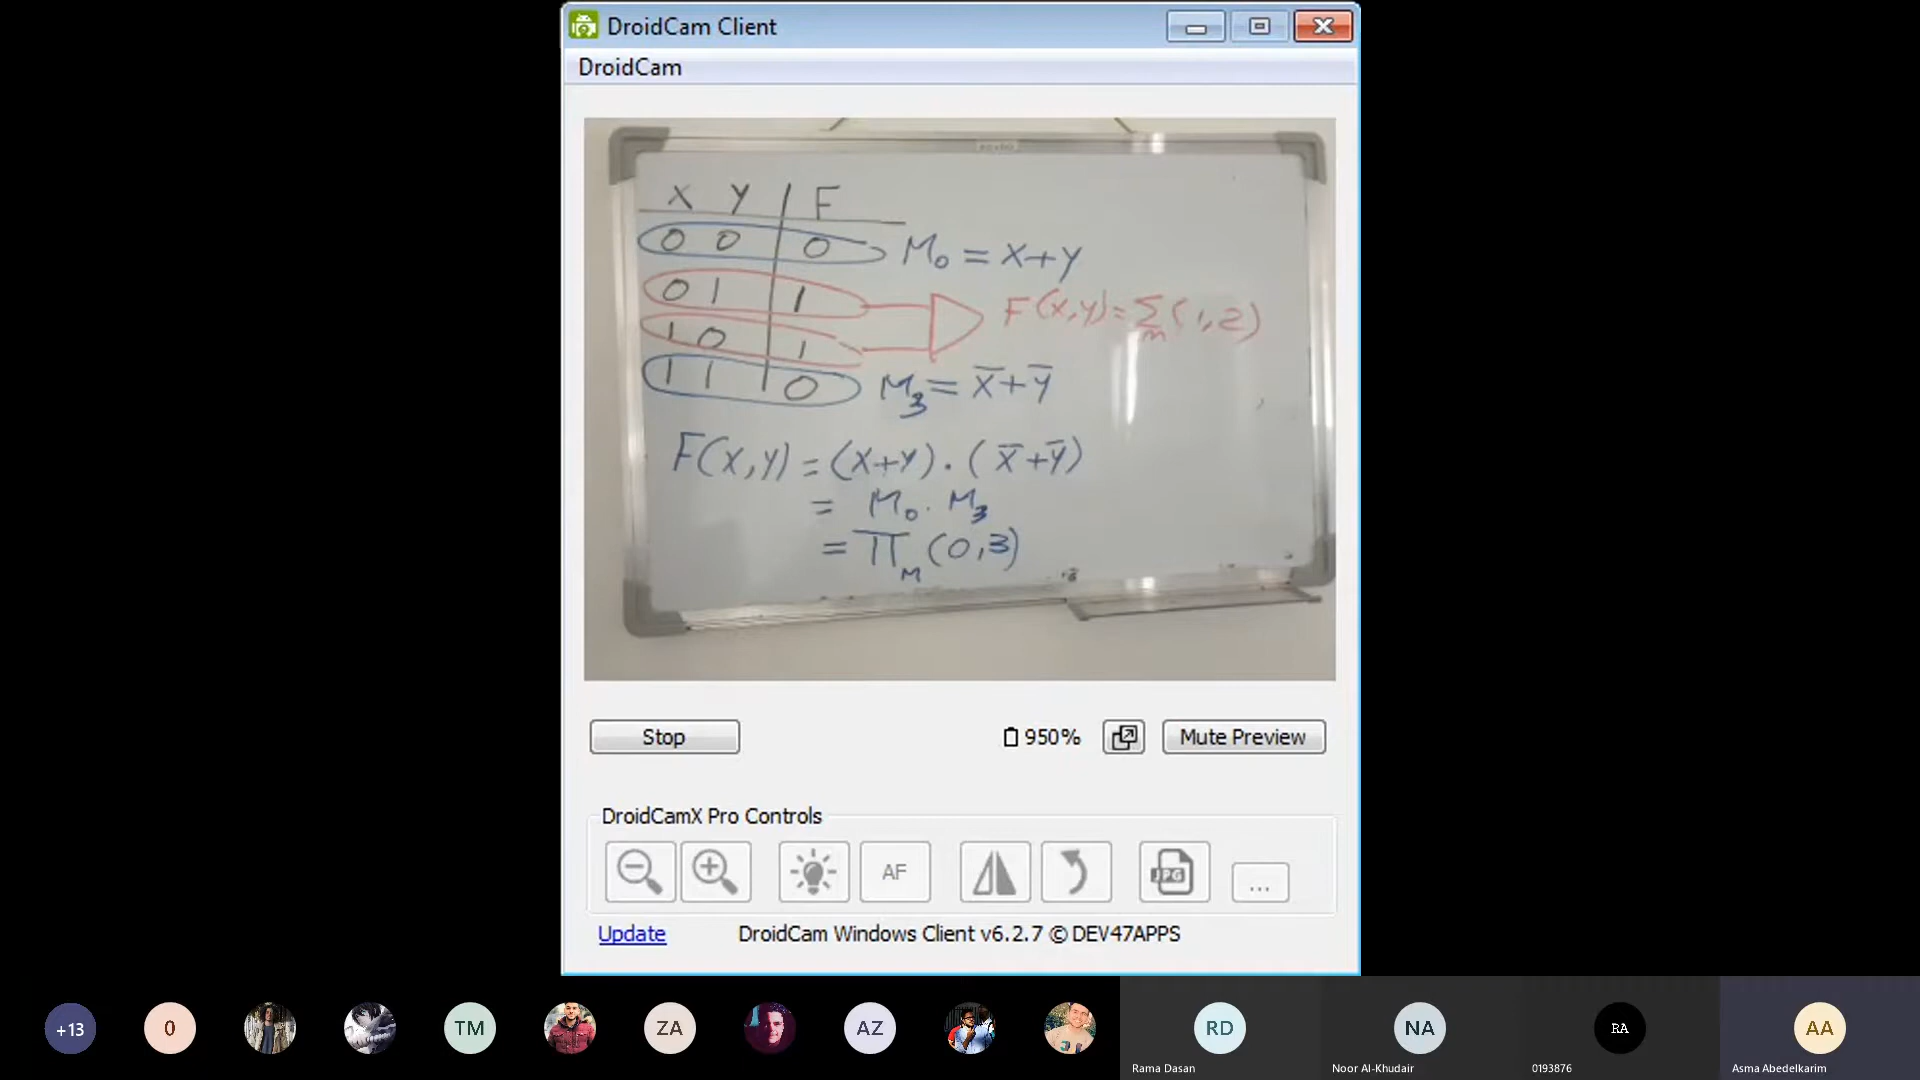 DroidCam Client
DroidCam
X Y | F
0 0 | 0 M₀ = X+Y
0 1 | 1
F(X,Y) = Σm (1,2)
1 0 | 1
1 1 | 0 M₃ = X̅+Y̅
F(X,Y) = (X+Y)·(X̅+Y̅)
= M₀·M₃
= ΠM (0,3)
Stop
950%
Mute Preview
DroidCamX Pro Controls
AF
JPG
...
Update
DroidCam Windows Client v6.2.7 © DEV47APPS
+13
0
TM
ZA
AZ
RD
NA
RA
AA
Rama Dasan
Noor Al-Khudair
0193876
Asma Abedelkarim